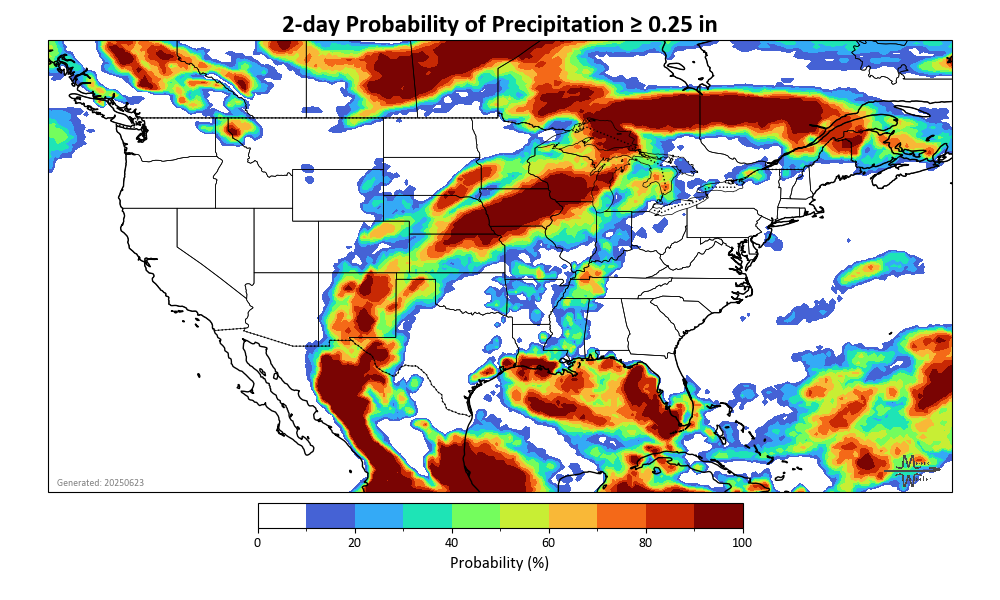 2-day Probability of Precipitation ≥ 0.25 in
Generated: 20250623
0 20 40 60 80 100
Probability (%)